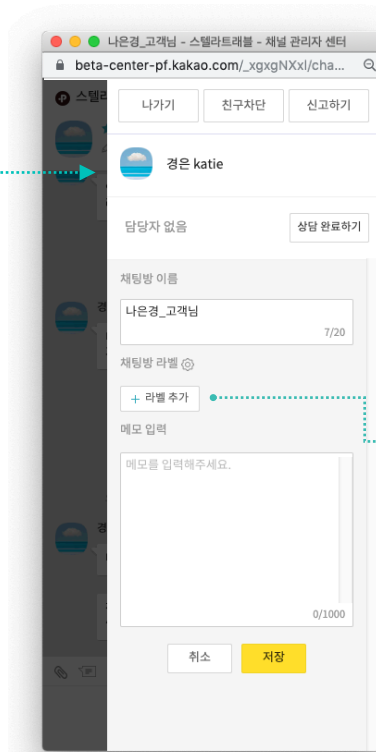 나은경_고객님 - 스텔라트래블 - 채널 관리자 센터
beta-center-pf.kakao.com/_xgxgNXxl/cha...
스텔라
나가기
친구차단
신고하기
경은 katie
담당자 없음
상담 완료하기
채팅방 이름
나은경_고객님
7/20
채팅방 라벨
+ 라벨 추가
메모 입력
메모를 입력해주세요.
0/1000
취소
저장